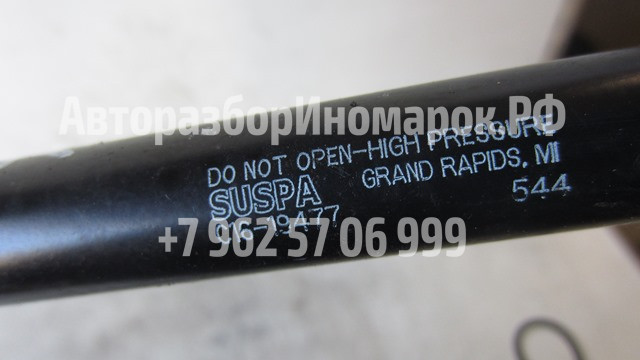 АвторазборИномарок.РФ
DO NOT OPEN-HIGH PRESSURE
SUSPA GRAND RAPIDS, MI
544
+7 962 57 06 999